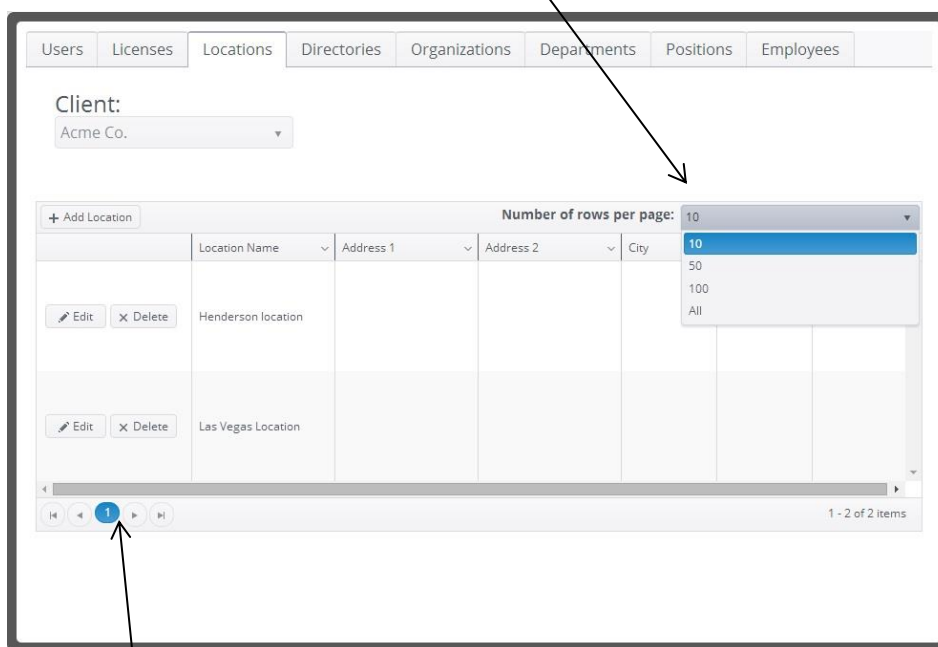 Users Licenses Locations Directories Organizations Departments Positions Employees
Client:
Acme Co.
+ Add Location Number of rows per page: 10
Location Name Address 1 Address 2 City
10
50
100
All
Edit × Delete Henderson location
Edit × Delete Las Vegas Location
1 1 - 2 of 2 items